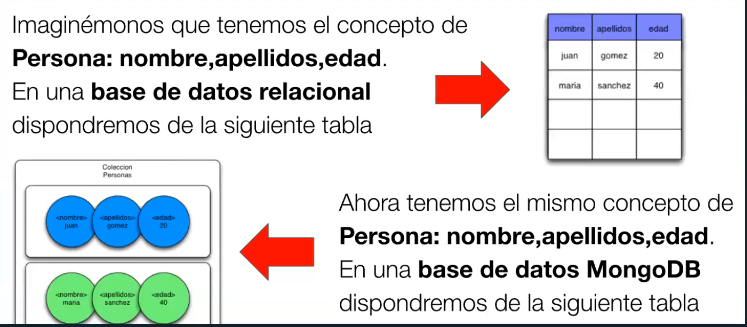 Imaginémonos que tenemos el concepto de
Persona: nombre,apellidos,edad.
En una base de datos relacional
dispondremos de la siguiente tabla
nombre apellidos edad
juan gomez 20
maria sanchez 40
Coleccion
Personas
<nombre> <apellidos> <edad>
juan gomez 20
<nombre> <apellidos> <edad>
maria sanchez 40
Ahora tenemos el mismo concepto de
Persona: nombre,apellidos,edad.
En una base de datos MongoDB
dispondremos de la siguiente tabla